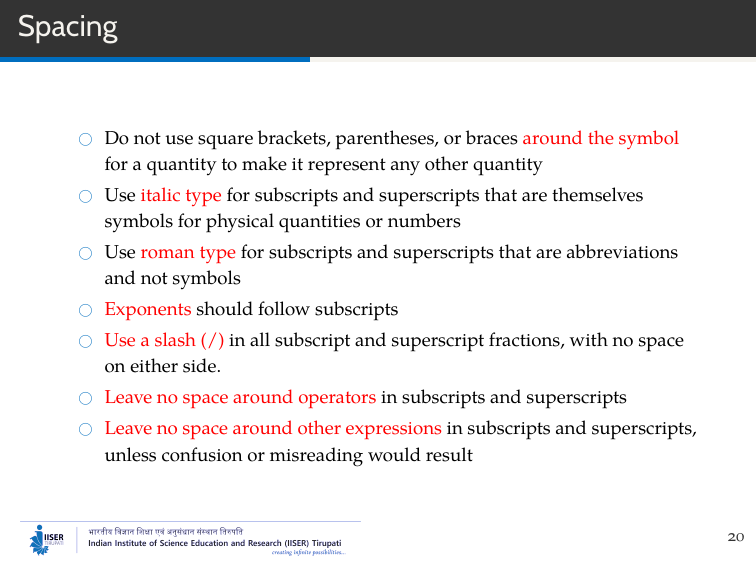 Spacing
Do not use square brackets, parentheses, or braces around the symbol
for a quantity to make it represent any other quantity
Use italic type for subscripts and superscripts that are themselves
symbols for physical quantities or numbers
Use roman type for subscripts and superscripts that are abbreviations
and not symbols
Exponents should follow subscripts
Use a slash (/) in all subscript and superscript fractions, with no space
on either side.
Leave no space around operators in subscripts and superscripts
Leave no space around other expressions in subscripts and superscripts,
unless confusion or misreading would result
IISER
TIRUPATI
भारतीय विज्ञान शिक्षा एवं अनुसंधान संस्थान तिरुपति
Indian Institute of Science Education and Research (IISER) Tirupati
creating infinite possibilities...
20